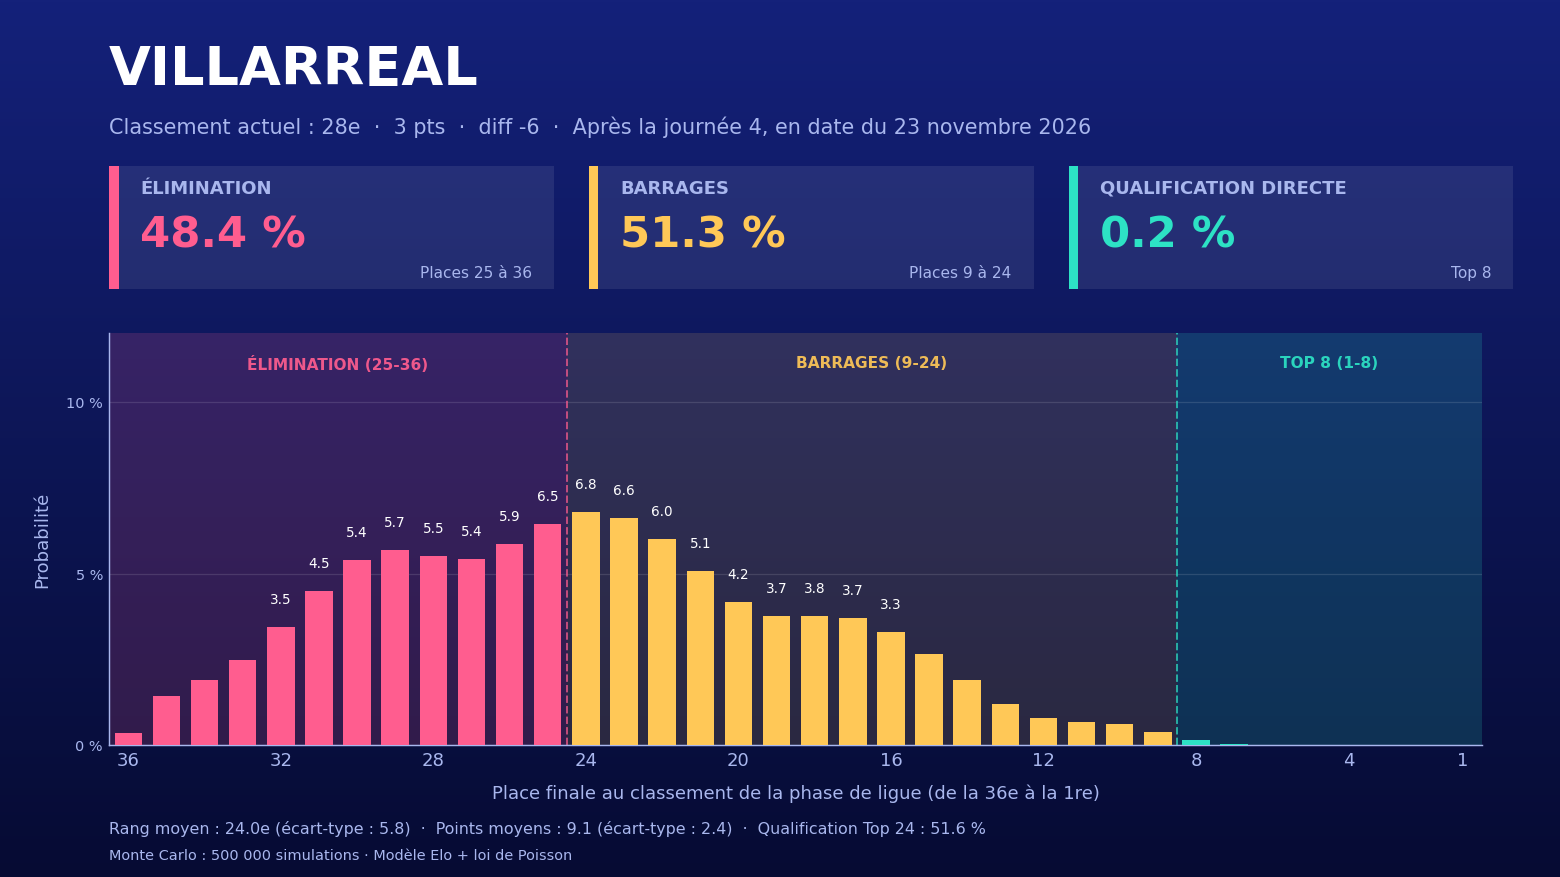 VILLARREAL
Classement actuel : 28e · 3 pts · diff -6 · Après la journée 4, en date du 23 novembre 2026
ÉLIMINATION
48.4 %
Places 25 à 36
BARRAGES
51.3 %
Places 9 à 24
QUALIFICATION DIRECTE
0.2 %
Top 8
ÉLIMINATION (25-36)
BARRAGES (9-24)
TOP 8 (1-8)
Probabilité
10 %
5 %
0 %
3.5
4.5
5.4
5.7
5.5
5.4
5.9
6.5
6.8
6.6
6.0
5.1
4.2
3.7
3.8
3.7
3.3
36 32 28 24 20 16 12 8 4 1
Place finale au classement de la phase de ligue (de la 36e à la 1re)
Rang moyen : 24.0e (écart-type : 5.8) · Points moyens : 9.1 (écart-type : 2.4) · Qualification Top 24 : 51.6 %
Monte Carlo : 500 000 simulations · Modèle Elo + loi de Poisson